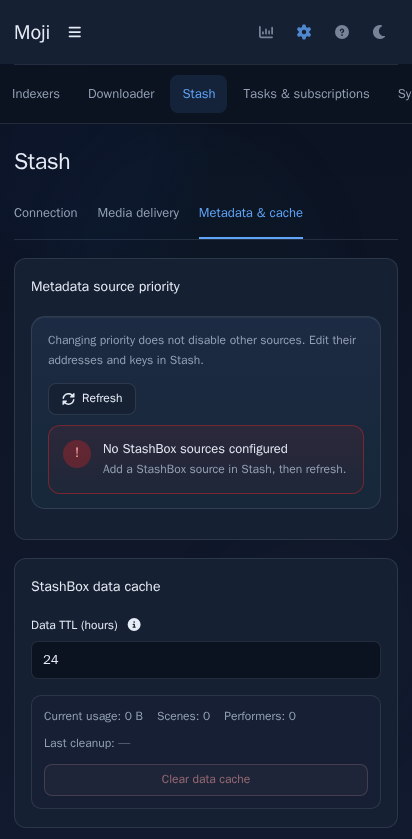 Moji
Indexers Downloader Stash Tasks & subscriptions Sy
Stash
Connection Media delivery Metadata & cache
Metadata source priority
Changing priority does not disable other sources. Edit their
addresses and keys in Stash.
Refresh
No StashBox sources configured
Add a StashBox source in Stash, then refresh.
StashBox data cache
Data TTL (hours)
24
Current usage: 0 B Scenes: 0 Performers: 0
Last cleanup: —
Clear data cache